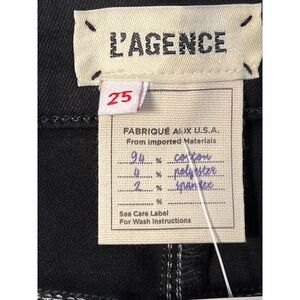 L'AGENCE
25
FABRIQUÉ AUX U.S.A.
From Imported Materials
94 % cotton
4 % polyester
2 % spandex
%
See Care Label
For Wash Instructions